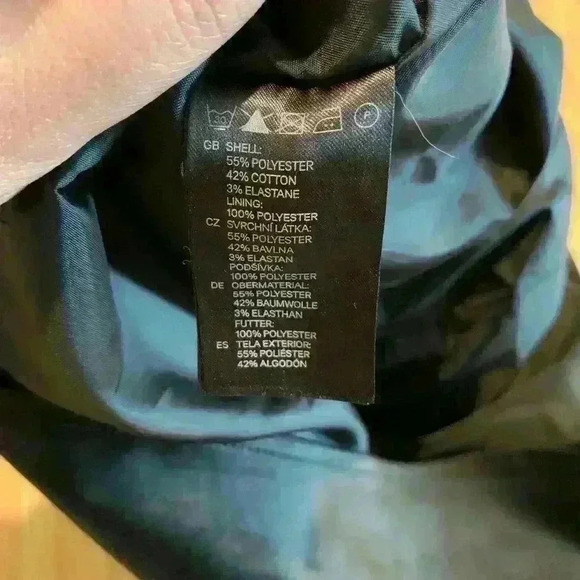 30 P
GB SHELL:
55% POLYESTER
42% COTTON
3% ELASTANE
LINING:
100% POLYESTER
CZ SVRCHNÍ LÁTKA:
55% POLYESTER
42% BAVLNA
3% ELASTAN
PODŠÍVKA:
100% POLYESTER
DE OBERMATERIAL:
55% POLYESTER
42% BAUMWOLLE
3% ELASTHAN
FUTTER:
100% POLYESTER
ES TELA EXTERIOR:
55% POLIÉSTER
42% ALGODÓN